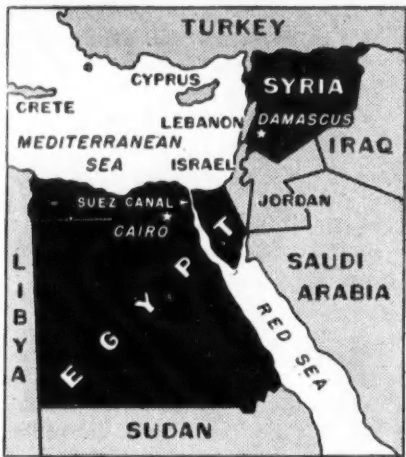 TURKEY
CYPRUS
SYRIA
CRETE
LEBANON
DAMASCUS
MEDITERRANEAN
SEA
IRAQ
ISRAEL
SUEZ CANAL
JORDAN
CAIRO
LIBYA
EGYPT
SAUDI
ARABIA
RED SEA
SUDAN